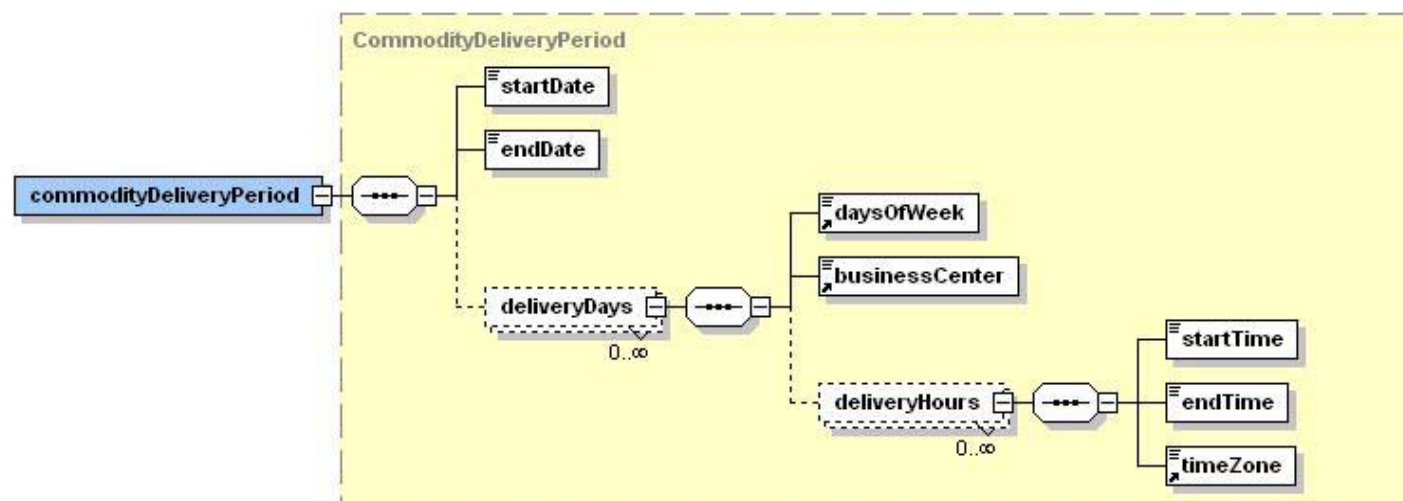 CommodityDeliveryPeriod
startDate
endDate
commodityDeliveryPeriod
daysOfWeek
businessCenter
deliveryDays
0..∞
startTime
deliveryHours
endTime
0..∞
timeZone